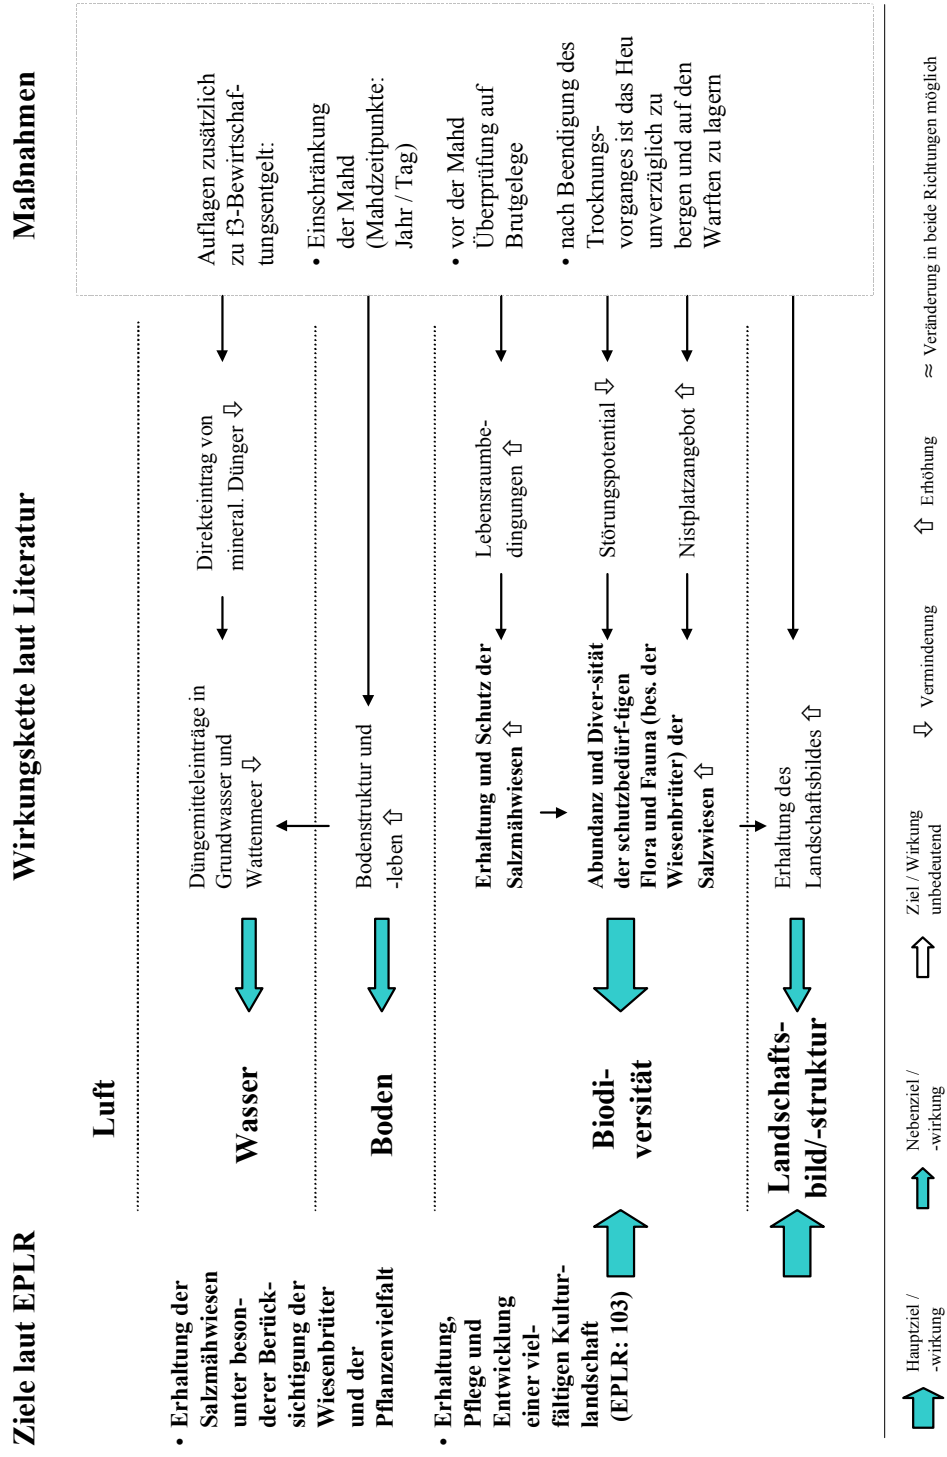 Ziele laut EPLR
Wirkungskette laut Literatur
Maßnahmen
• Erhaltung der
Salzmähwiesen
unter beson-
derer Berück-
sichtigung der
Wiesenbrüter
und der
Pflanzenvielfalt
• Erhaltung,
Pflege und
Entwicklung
einer viel-
fältigen Kultur-
landschaft
(EPLR: 103)
Luft
Wasser
Boden
Biodi-
versität
Landschafts-
bild/-struktur
Düngemitteleinträge in
Grundwasser und
Wattenmeer ⇩
Bodenstruktur und
-leben ⇧
Erhaltung und Schutz der
Salzmähwiesen ⇧
Abundanz und Diver-sität
der schutzbedürf-tigen
Flora und Fauna (bes. der
Wiesenbrüter) der
Salzwiesen ⇧
Erhaltung des
Landschaftsbildes ⇧
Direkteintrag von
mineral. Dünger ⇩
Lebensraumbe-
dingungen ⇧
Störungspotential ⇩
Nistplatzangebot ⇧
Auflagen zusätzlich
zu f3-Bewirtschaf-
tungssentgelt:
• Einschränkung
der Mahd
(Mahdzeitpunkte:
Jahr / Tag)
• vor der Mahd
Überprüfung auf
Brutgelege
• nach Beendigung des
Trocknungs-
vorganges ist das Heu
unverzüglich zu
bergen und auf den
Warften zu lagern
Hauptziel /
-wirkung
Nebenziel /
-wirkung
Ziel / Wirkung
unbedeutend
⇩ Verminderung
⇧ Erhöhung
≈ Veränderung in beide Richtungen möglich